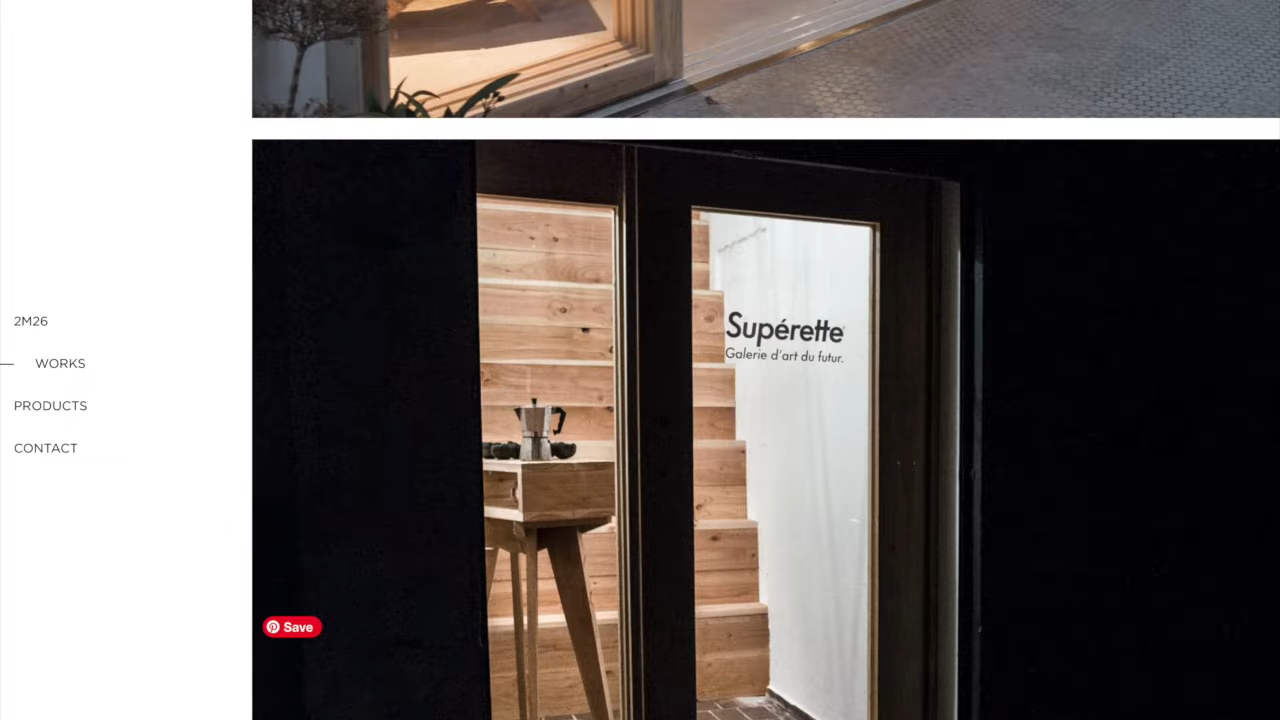 2M26
WORKS
PRODUCTS
CONTACT
Supérette
Galerie d'art du futur.
Save